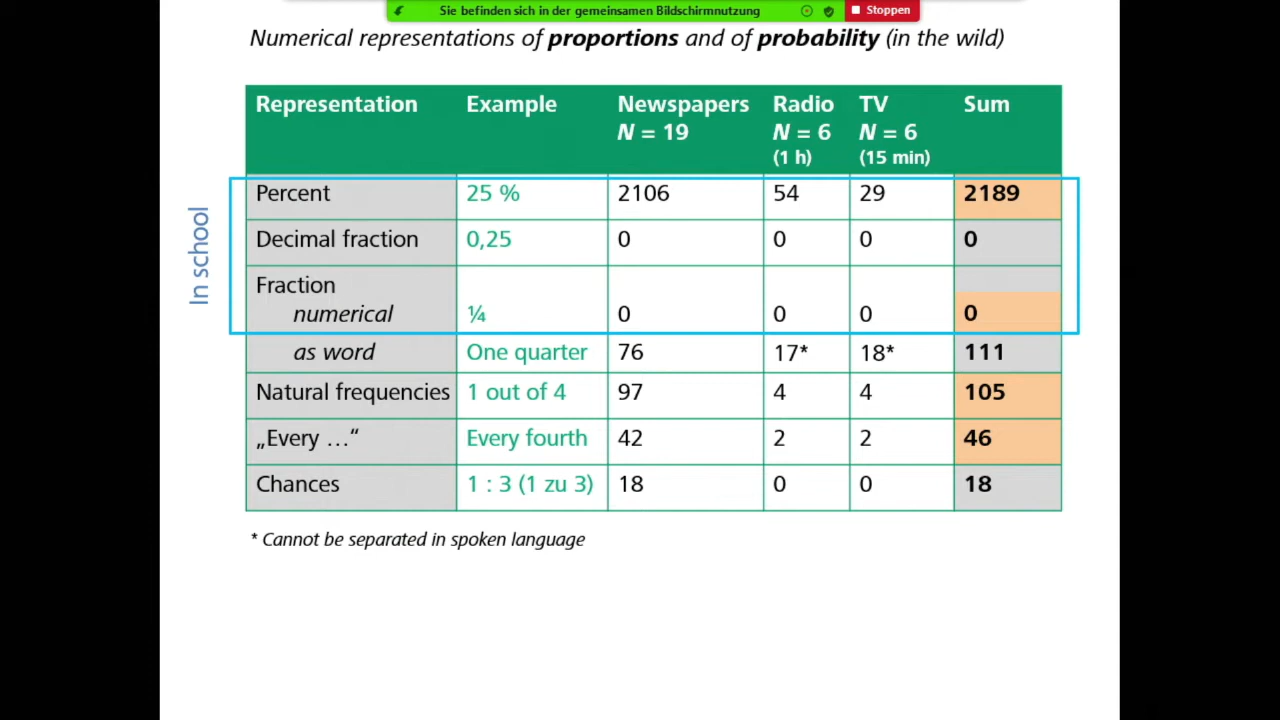 Sie befinden sich in der gemeinsamen Bildschirmnutzung Stoppen
Numerical representations of proportions and of probability (in the wild)
Representation Example Newspapers Radio TV Sum
N = 19 N = 6 N = 6
(1 h) (15 min)
In school
Percent 25 % 2106 54 29 2189
Decimal fraction 0,25 0 0 0 0
Fraction
numerical ¼ 0 0 0 0
as word One quarter 76 17* 18* 111
Natural frequencies 1 out of 4 97 4 4 105
„Every …“ Every fourth 42 2 2 46
Chances 1 : 3 (1 zu 3) 18 0 0 18
* Cannot be separated in spoken language